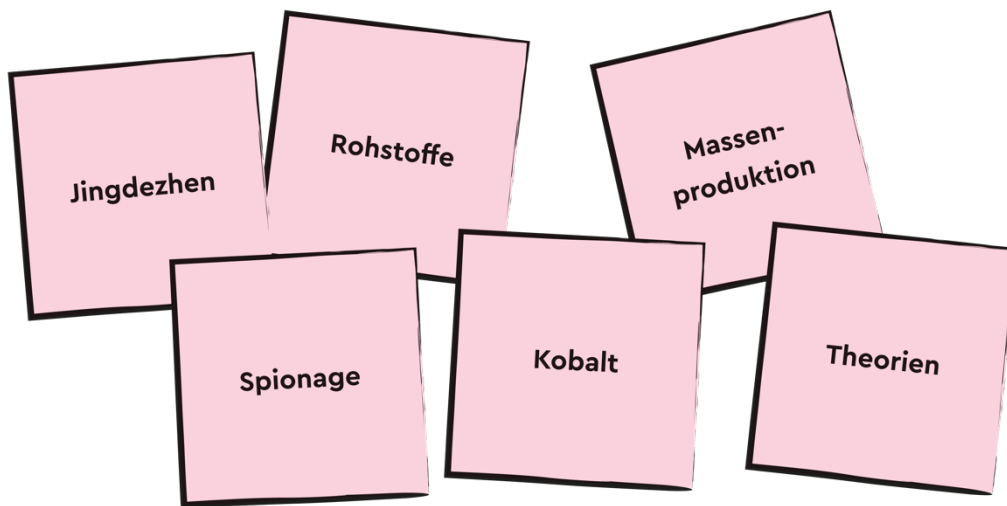 Jingdezhen
Rohstoffe
Massen-
produktion
Spionage
Kobalt
Theorien